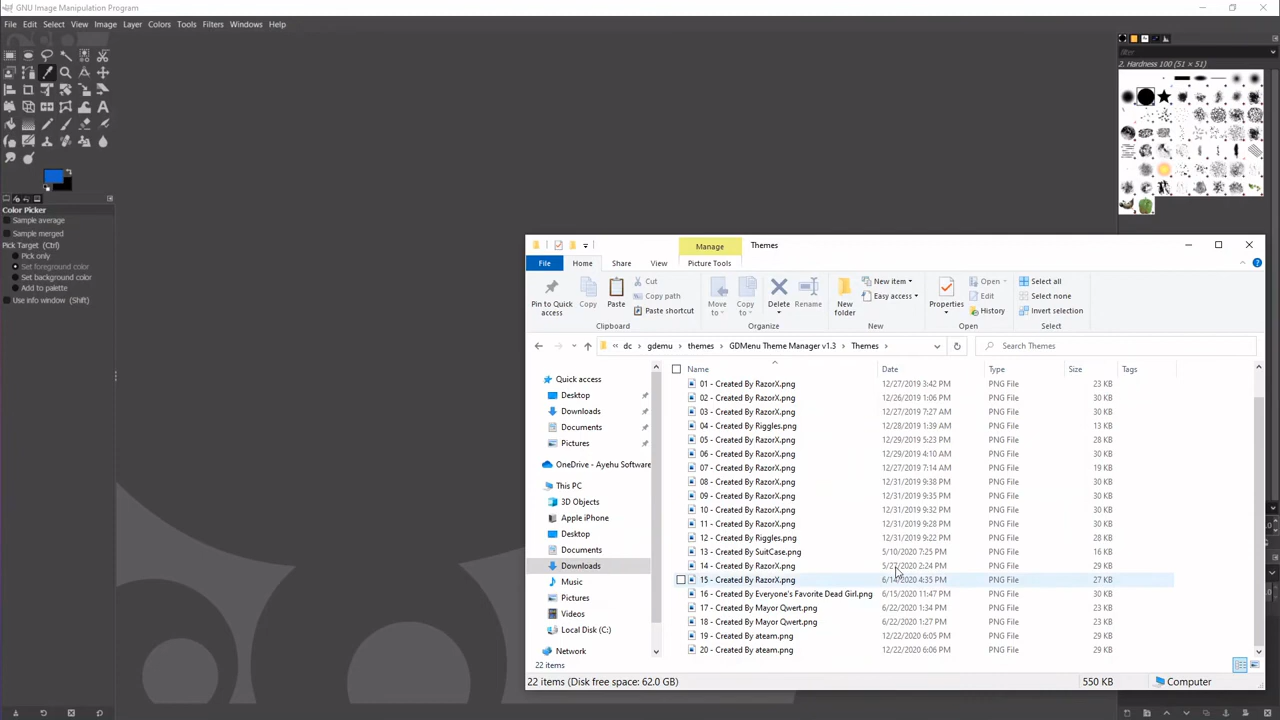 GNU Image Manipulation Program
File Edit Select View Image Layer Colors Tools Filters Windows Help
filter
2. Hardness 100 (51 × 51)
Color Picker
Sample average
Sample merged
Pick Target (Ctrl)
Pick only
Set foreground color
Set background color
Add to palette
Use info window (Shift)
Manage Themes
File Home Share View Picture Tools
Pin to Quick access
Copy
Paste
Cut
Copy path
Paste shortcut
Clipboard
Move to
Copy to
Delete
Rename
Organize
New folder
New item
Easy access
New
Properties
Open
Edit
History
Open
Select all
Select none
Invert selection
Select
« dc › gdemu › themes › GDMenu Theme Manager v1.3 › Themes ›
Search Themes
Quick access
Desktop
Downloads
Documents
Pictures
OneDrive - Ayehu Software
This PC
3D Objects
Apple iPhone
Desktop
Documents
Downloads
Music
Pictures
Videos
Local Disk (C:)
Network
Name Date Type Size Tags
01 - Created By RazorX.png 12/27/2019 3:42 PM PNG File 23 KB
02 - Created By RazorX.png 12/26/2019 1:06 PM PNG File 30 KB
03 - Created By RazorX.png 12/27/2019 7:27 AM PNG File 30 KB
04 - Created By Riggles.png 12/28/2019 1:39 AM PNG File 13 KB
05 - Created By RazorX.png 12/29/2019 5:23 PM PNG File 28 KB
06 - Created By RazorX.png 12/29/2019 4:10 AM PNG File 30 KB
07 - Created By RazorX.png 12/27/2019 7:14 AM PNG File 19 KB
08 - Created By RazorX.png 12/31/2019 9:38 PM PNG File 30 KB
09 - Created By RazorX.png 12/31/2019 9:35 PM PNG File 30 KB
10 - Created By RazorX.png 12/31/2019 9:32 PM PNG File 30 KB
11 - Created By RazorX.png 12/31/2019 9:28 PM PNG File 30 KB
12 - Created By Riggles.png 12/31/2019 9:22 PM PNG File 30 KB
13 - Created By SuitCase.png 5/10/2020 7:25 PM PNG File 16 KB
14 - Created By RazorX.png 5/27/2020 2:24 PM PNG File 29 KB
15 - Created By RazorX.png 6/14/2020 4:35 PM PNG File 27 KB
16 - Created By Everyone's Favorite Dead Girl.png 6/15/2020 11:47 PM PNG File 30 KB
17 - Created By Mayor Qwert.png 6/22/2020 1:34 PM PNG File 23 KB
18 - Created By Mayor Qwert.png 6/22/2020 1:27 PM PNG File 23 KB
19 - Created By ateam.png 12/22/2020 6:05 PM PNG File 29 KB
20 - Created By ateam.png 12/22/2020 6:06 PM PNG File 29 KB
22 items
22 items (Disk free space: 62.0 GB) 550 KB Computer